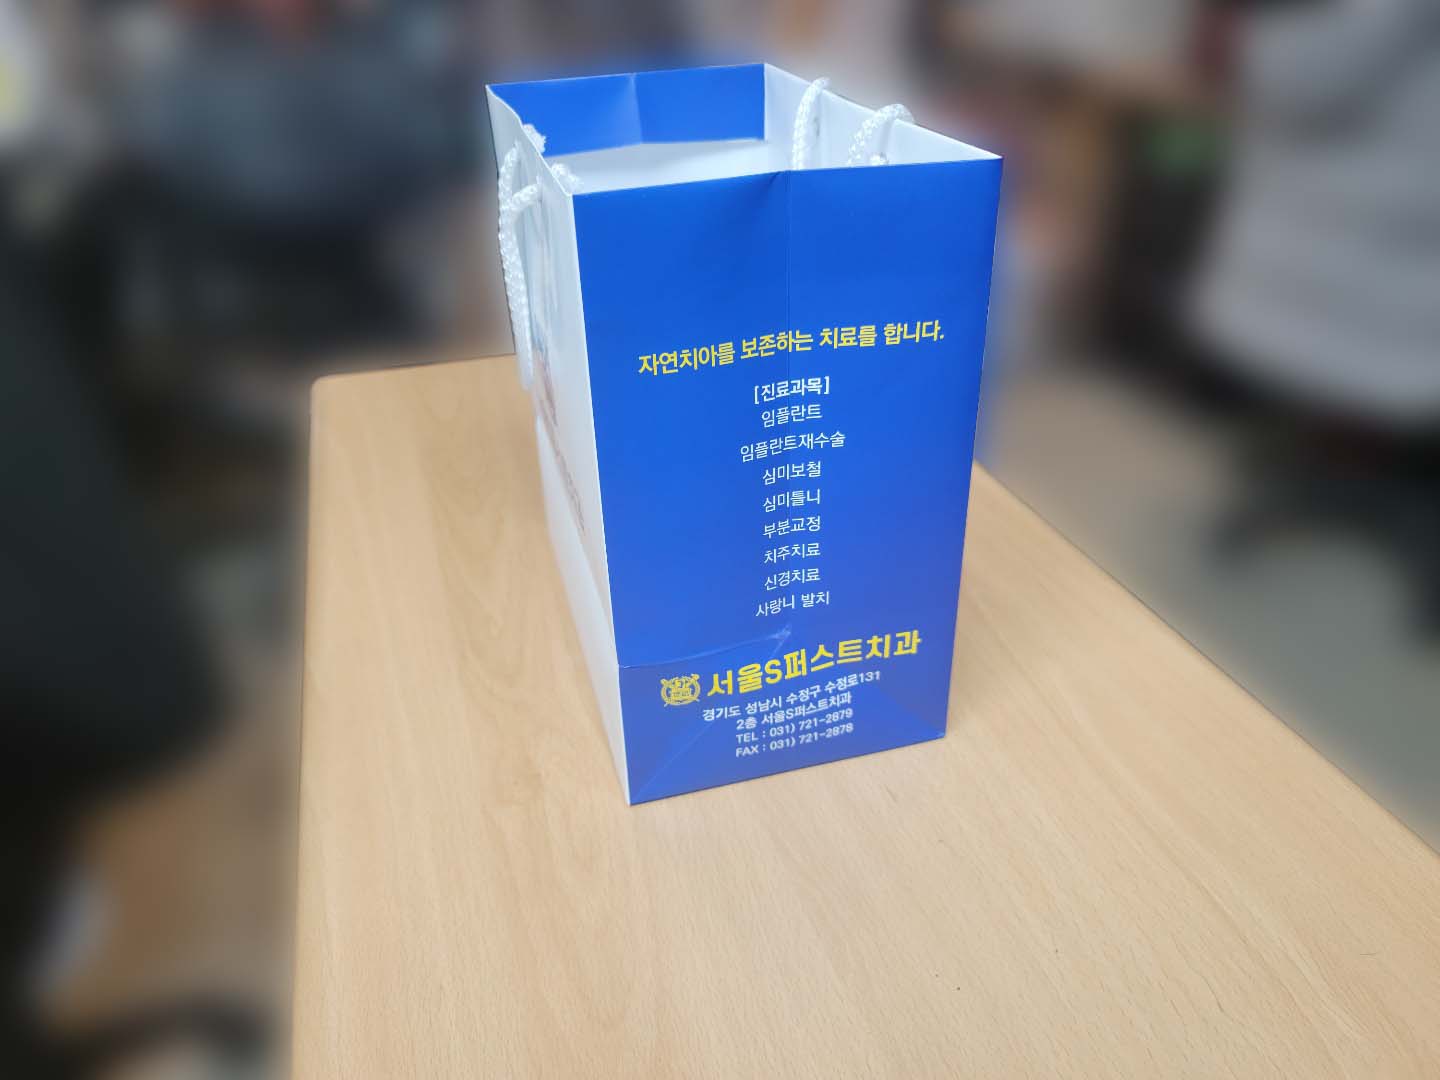 자연치아를 보존하는 치료를 합니다.
[진료과목]
임플란트
임플란트재수술
심미보철
심미틀니
부분교정
치주치료
신경치료
사랑니 발치
서울S퍼스트치과
경기도 성남시 수정구 수정로131
2층 서울S퍼스트치과
TEL : 031) 721-2879
FAX : 031) 721-2878